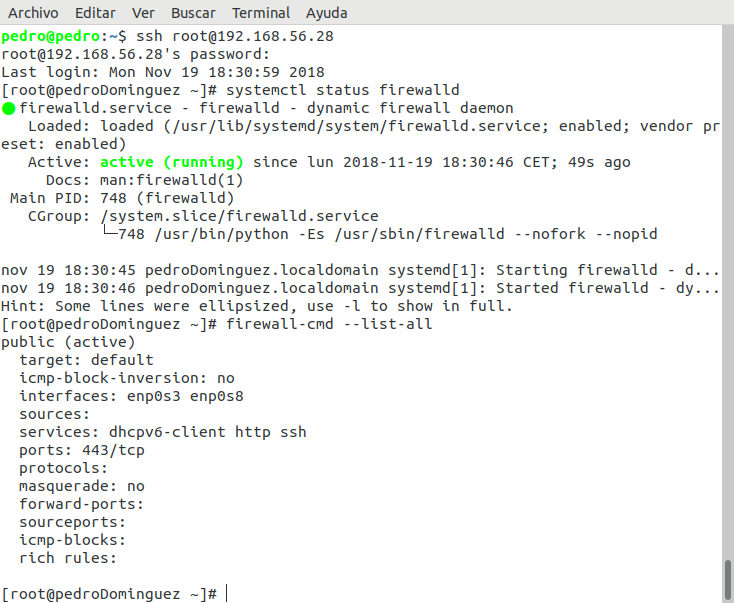 Archivo Editar Ver Buscar Terminal Ayuda
pedro@pedro:~$ ssh root@192.168.56.28
root@192.168.56.28's password:
Last login: Mon Nov 19 18:30:59 2018
[root@pedroDominguez ~]# systemctl status firewalld
● firewalld.service - firewalld - dynamic firewall daemon
   Loaded: loaded (/usr/lib/systemd/system/firewalld.service; enabled; vendor pr
eset: enabled)
   Active: active (running) since lun 2018-11-19 18:30:46 CET; 49s ago
     Docs: man:firewalld(1)
 Main PID: 748 (firewalld)
   CGroup: /system.slice/firewalld.service
           └─748 /usr/bin/python -Es /usr/sbin/firewalld --nofork --nopid

nov 19 18:30:45 pedroDominguez.localdomain systemd[1]: Starting firewalld - d...
nov 19 18:30:46 pedroDominguez.localdomain systemd[1]: Started firewalld - dy...
Hint: Some lines were ellipsized, use -l to show in full.
[root@pedroDominguez ~]# firewall-cmd --list-all
public (active)
  target: default
  icmp-block-inversion: no
  interfaces: enp0s3 enp0s8
  sources:
  services: dhcpv6-client http ssh
  ports: 443/tcp
  protocols:
  masquerade: no
  forward-ports:
  sourceports:
  icmp-blocks:
  rich rules:

[root@pedroDominguez ~]#